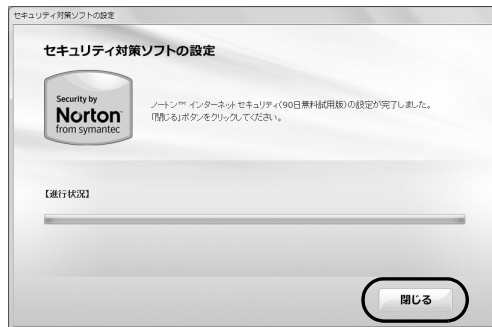 セキュリティ対策ソフトの設定
セキュリティ対策ソフトの設定
Security by
Norton
from symantec
ノートン™ インターネット セキュリティ(90日無料試用版)の設定が完了しました。
「閉じる」ボタンをクリックしてください。
【進行状況】
閉じる